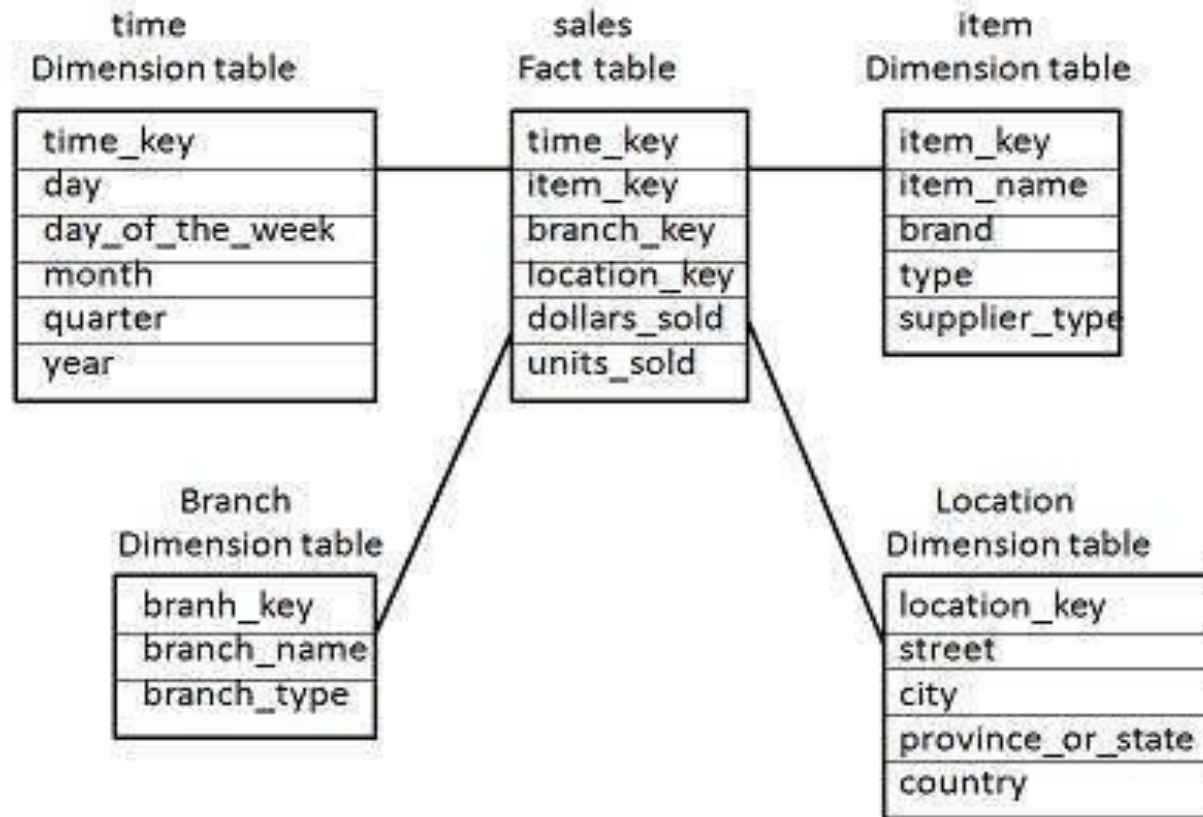 time
Dimension table
time_key
day
day_of_the_week
month
quarter
year
sales
Fact table
time_key
item_key
branch_key
location_key
dollars_sold
units_sold
item
Dimension table
item_key
item_name
brand
type
supplier_type
Branch
Dimension table
branh_key
branch_name
branch_type
Location
Dimension table
location_key
street
city
province_or_state
country